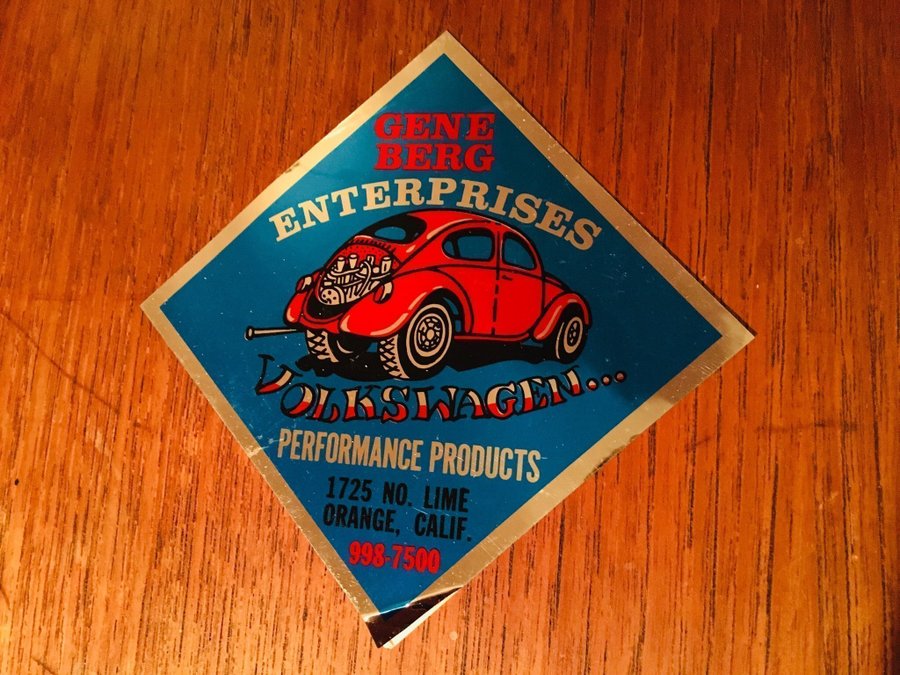 GENE
BERG
ENTERPRISES
VOLKSWAGEN...
PERFORMANCE PRODUCTS
1725 NO. LIME
ORANGE, CALIF.
998-7500